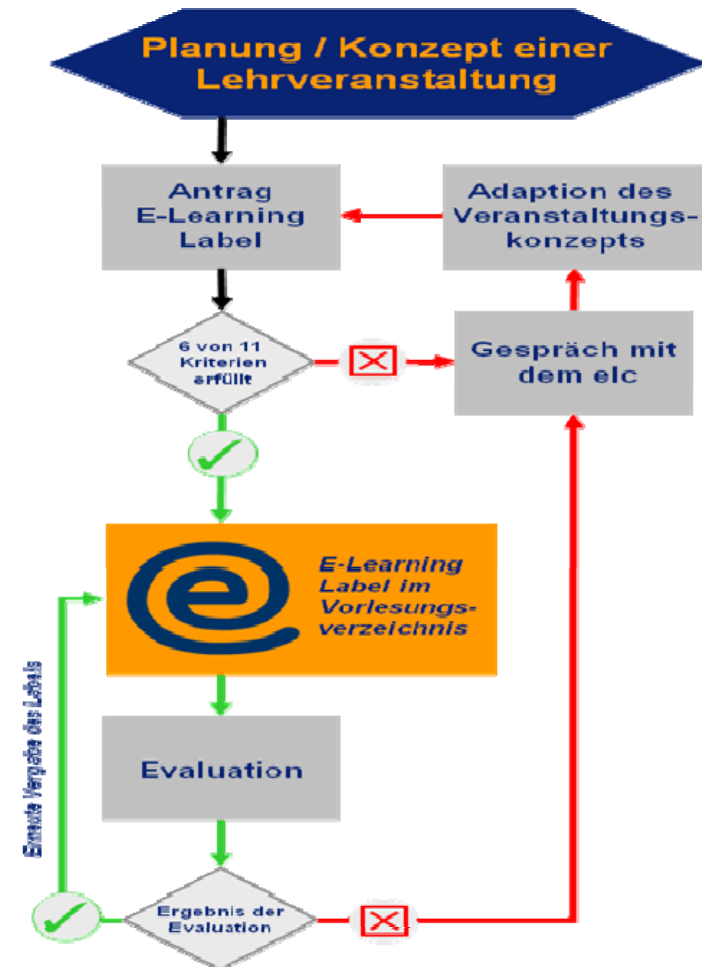 Planung / Konzept einer
Lehrveranstaltung
Antrag
E-Learning
Label
Adaption des
Veranstaltungs-
konzepts
6 von 11
Kriterien
erfüllt
Gespräch mit
dem elc
e
E-Learning
Label im
Vorlesungs-
verzeichnis
Erneute Vergabe des Labels
Evaluation
Ergebnis der
Evaluation